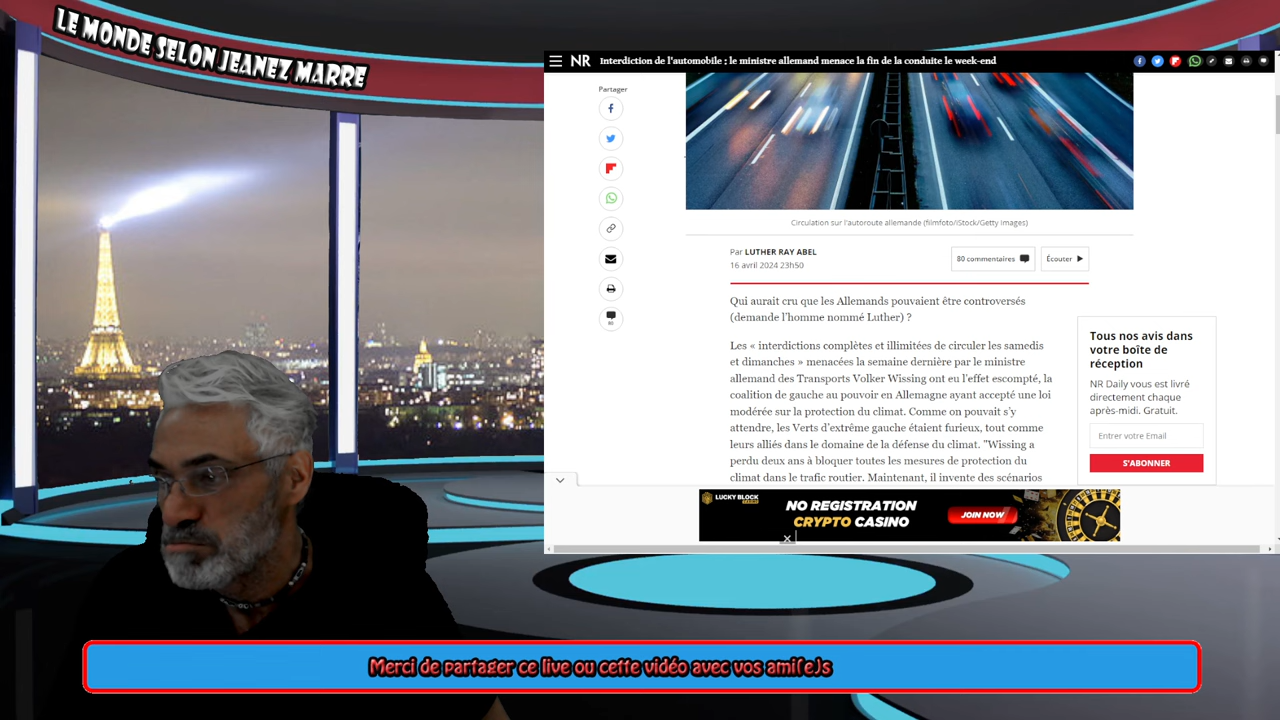 LE MONDE SELON JEANEZ MARRE
NR
Interdiction de l'automobile : le ministre allemand menace la fin de la conduite le week-end
Partager
Circulation sur l'autoroute allemande (filmfoto/iStock/Getty images)
Par LUTHER RAY ABEL
16 avril 2024 23h50
80 commentaires
Écouter
80
Qui aurait cru que les Allemands pouvaient être controversés
(demande l'homme nommé Luther) ?
Les « interdictions complètes et illimitées de circuler les samedis
et dimanches » menacées la semaine dernière par le ministre
allemand des Transports Volker Wissing ont eu l'effet escompté, la
coalition de gauche au pouvoir en Allemagne ayant accepté une loi
modérée sur la protection du climat. Comme on pouvait s'y
attendre, les Verts d'extrême gauche étaient furieux, tout comme
leurs alliés dans le domaine de la défense du climat. "Wissing a
perdu deux ans à bloquer toutes les mesures de protection du
climat dans le trafic routier. Maintenant, il invente des scénarios
Tous nos avis dans
votre boîte de
réception
NR Daily vous est livré
directement chaque
après-midi. Gratuit.
Entrer votre Email
S'ABONNER
LUCKY BLOCK
CASINO
NO REGISTRATION
CRYPTO CASINO
JOIN NOW
Merci de partager ce live ou cette vidéo avec vos ami(e)s